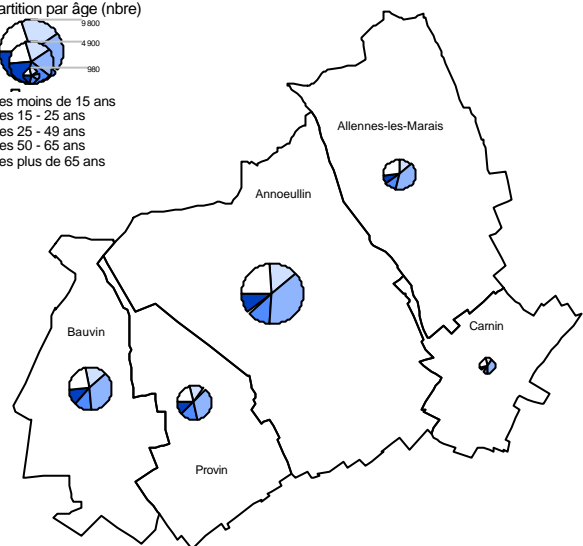 artition par âge (nbre)
9 800
4 900
980
es moins de 15 ans
es 15 - 25 ans
es 25 - 49 ans
es 50 - 65 ans
es plus de 65 ans
Allennes-les-Marais
Annoeullin
Carnin
Bauvin
Provin